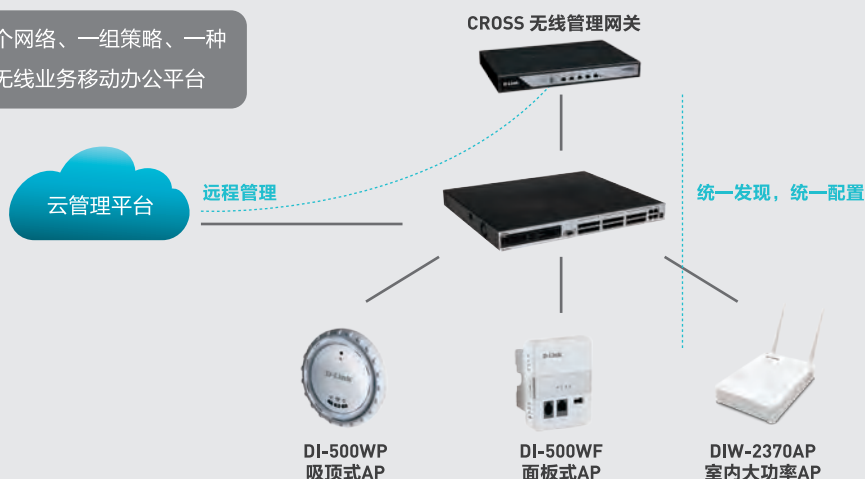 CROSS 无线管理网关
个网络、一组策略、一种
无线业务移动办公平台
D-Link
云管理平台
远程管理
统一发现，统一配置
D-Link
D-Link
DI-500WP
吸顶式AP
DI-500WF
面板式AP
DIW-2370AP
室内大功率AP